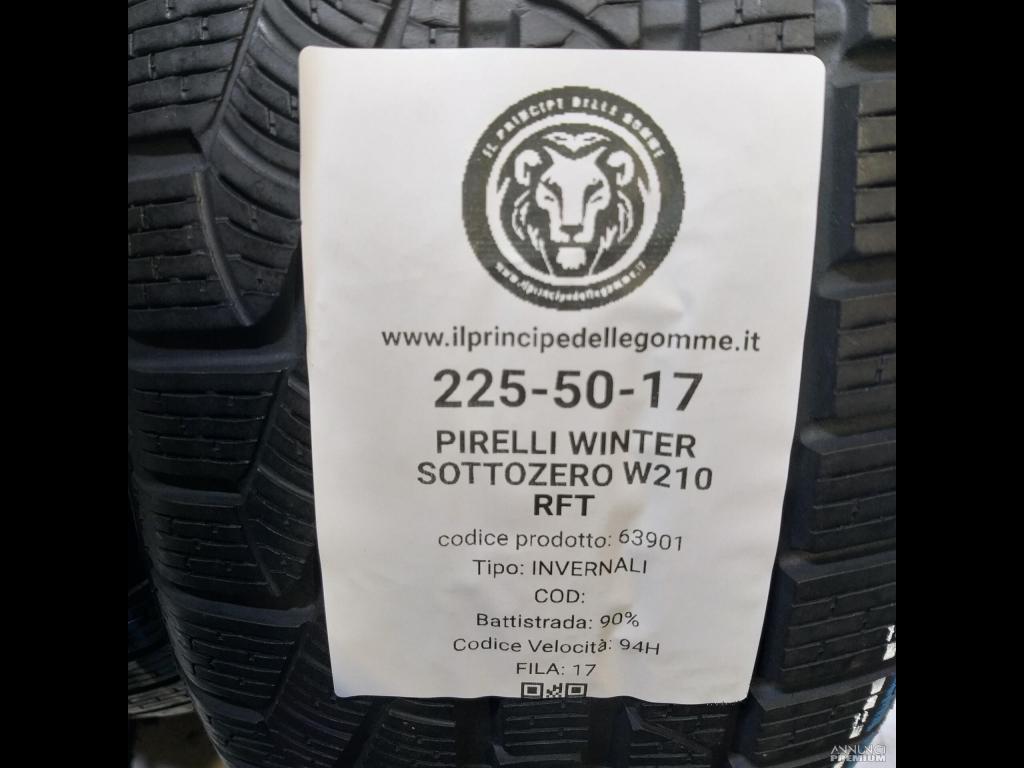 IL PRINCIPE DELLE GOMME
www.ilprincipedellegomme.it
www.ilprincipedellegomme.it
225-50-17
PIRELLI WINTER
SOTTOZERO W210
RFT
codice prodotto: 63901
Tipo: INVERNALI
COD:
Battistrada: 90%
Codice Velocità: 94H
FILA: 17
ANNUNCI
PREMIUM